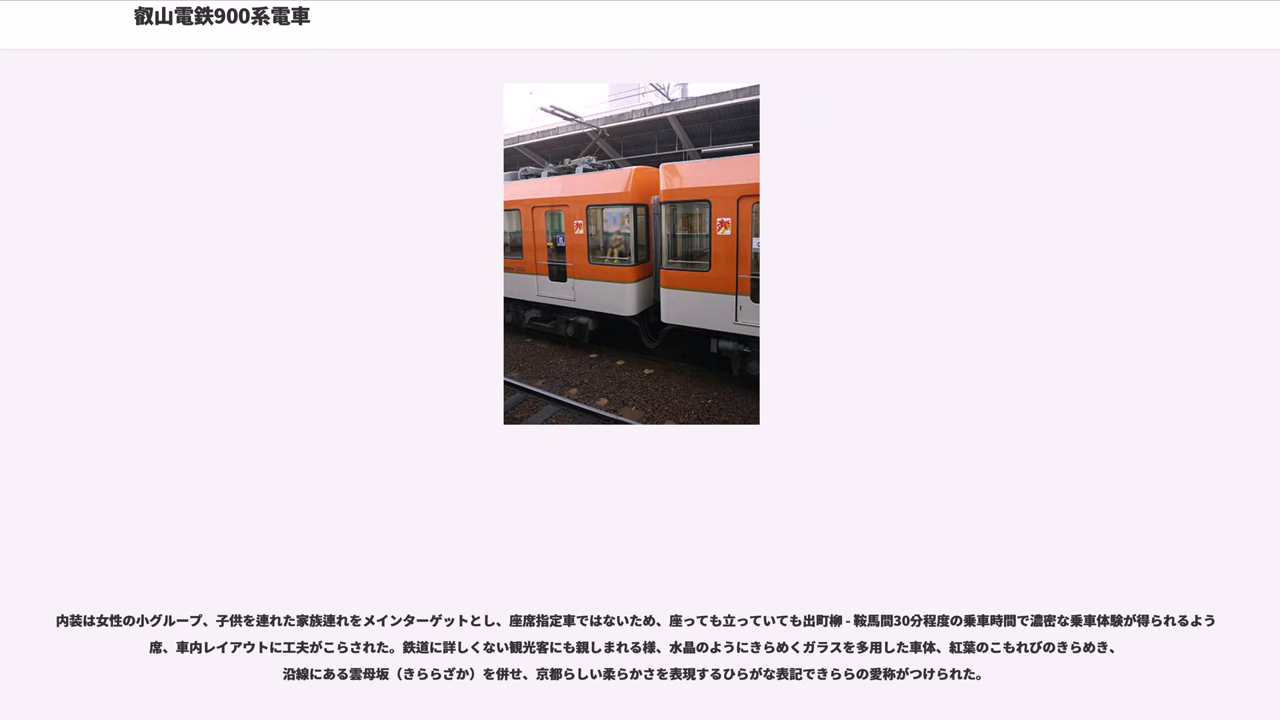 叡山電鉄900系電車
内装は女性の小グループ、子供を連れた家族連れをメインターゲットとし、座席指定車ではないため、座っても立っていても出町柳 - 鞍馬間30分程度の乗車時間で濃密な乗車体験が得られるよう
席、車内レイアウトに工夫がこらされた。鉄道に詳しくない観光客にも親しまれる様、水晶のようにきらめくガラスを多用した車体、紅葉のこもれびのきらめき、
沿線にある雲母坂（きららざか）を併せ、京都らしい柔らかさを表現するひらがな表記できららの愛称がつけられた。